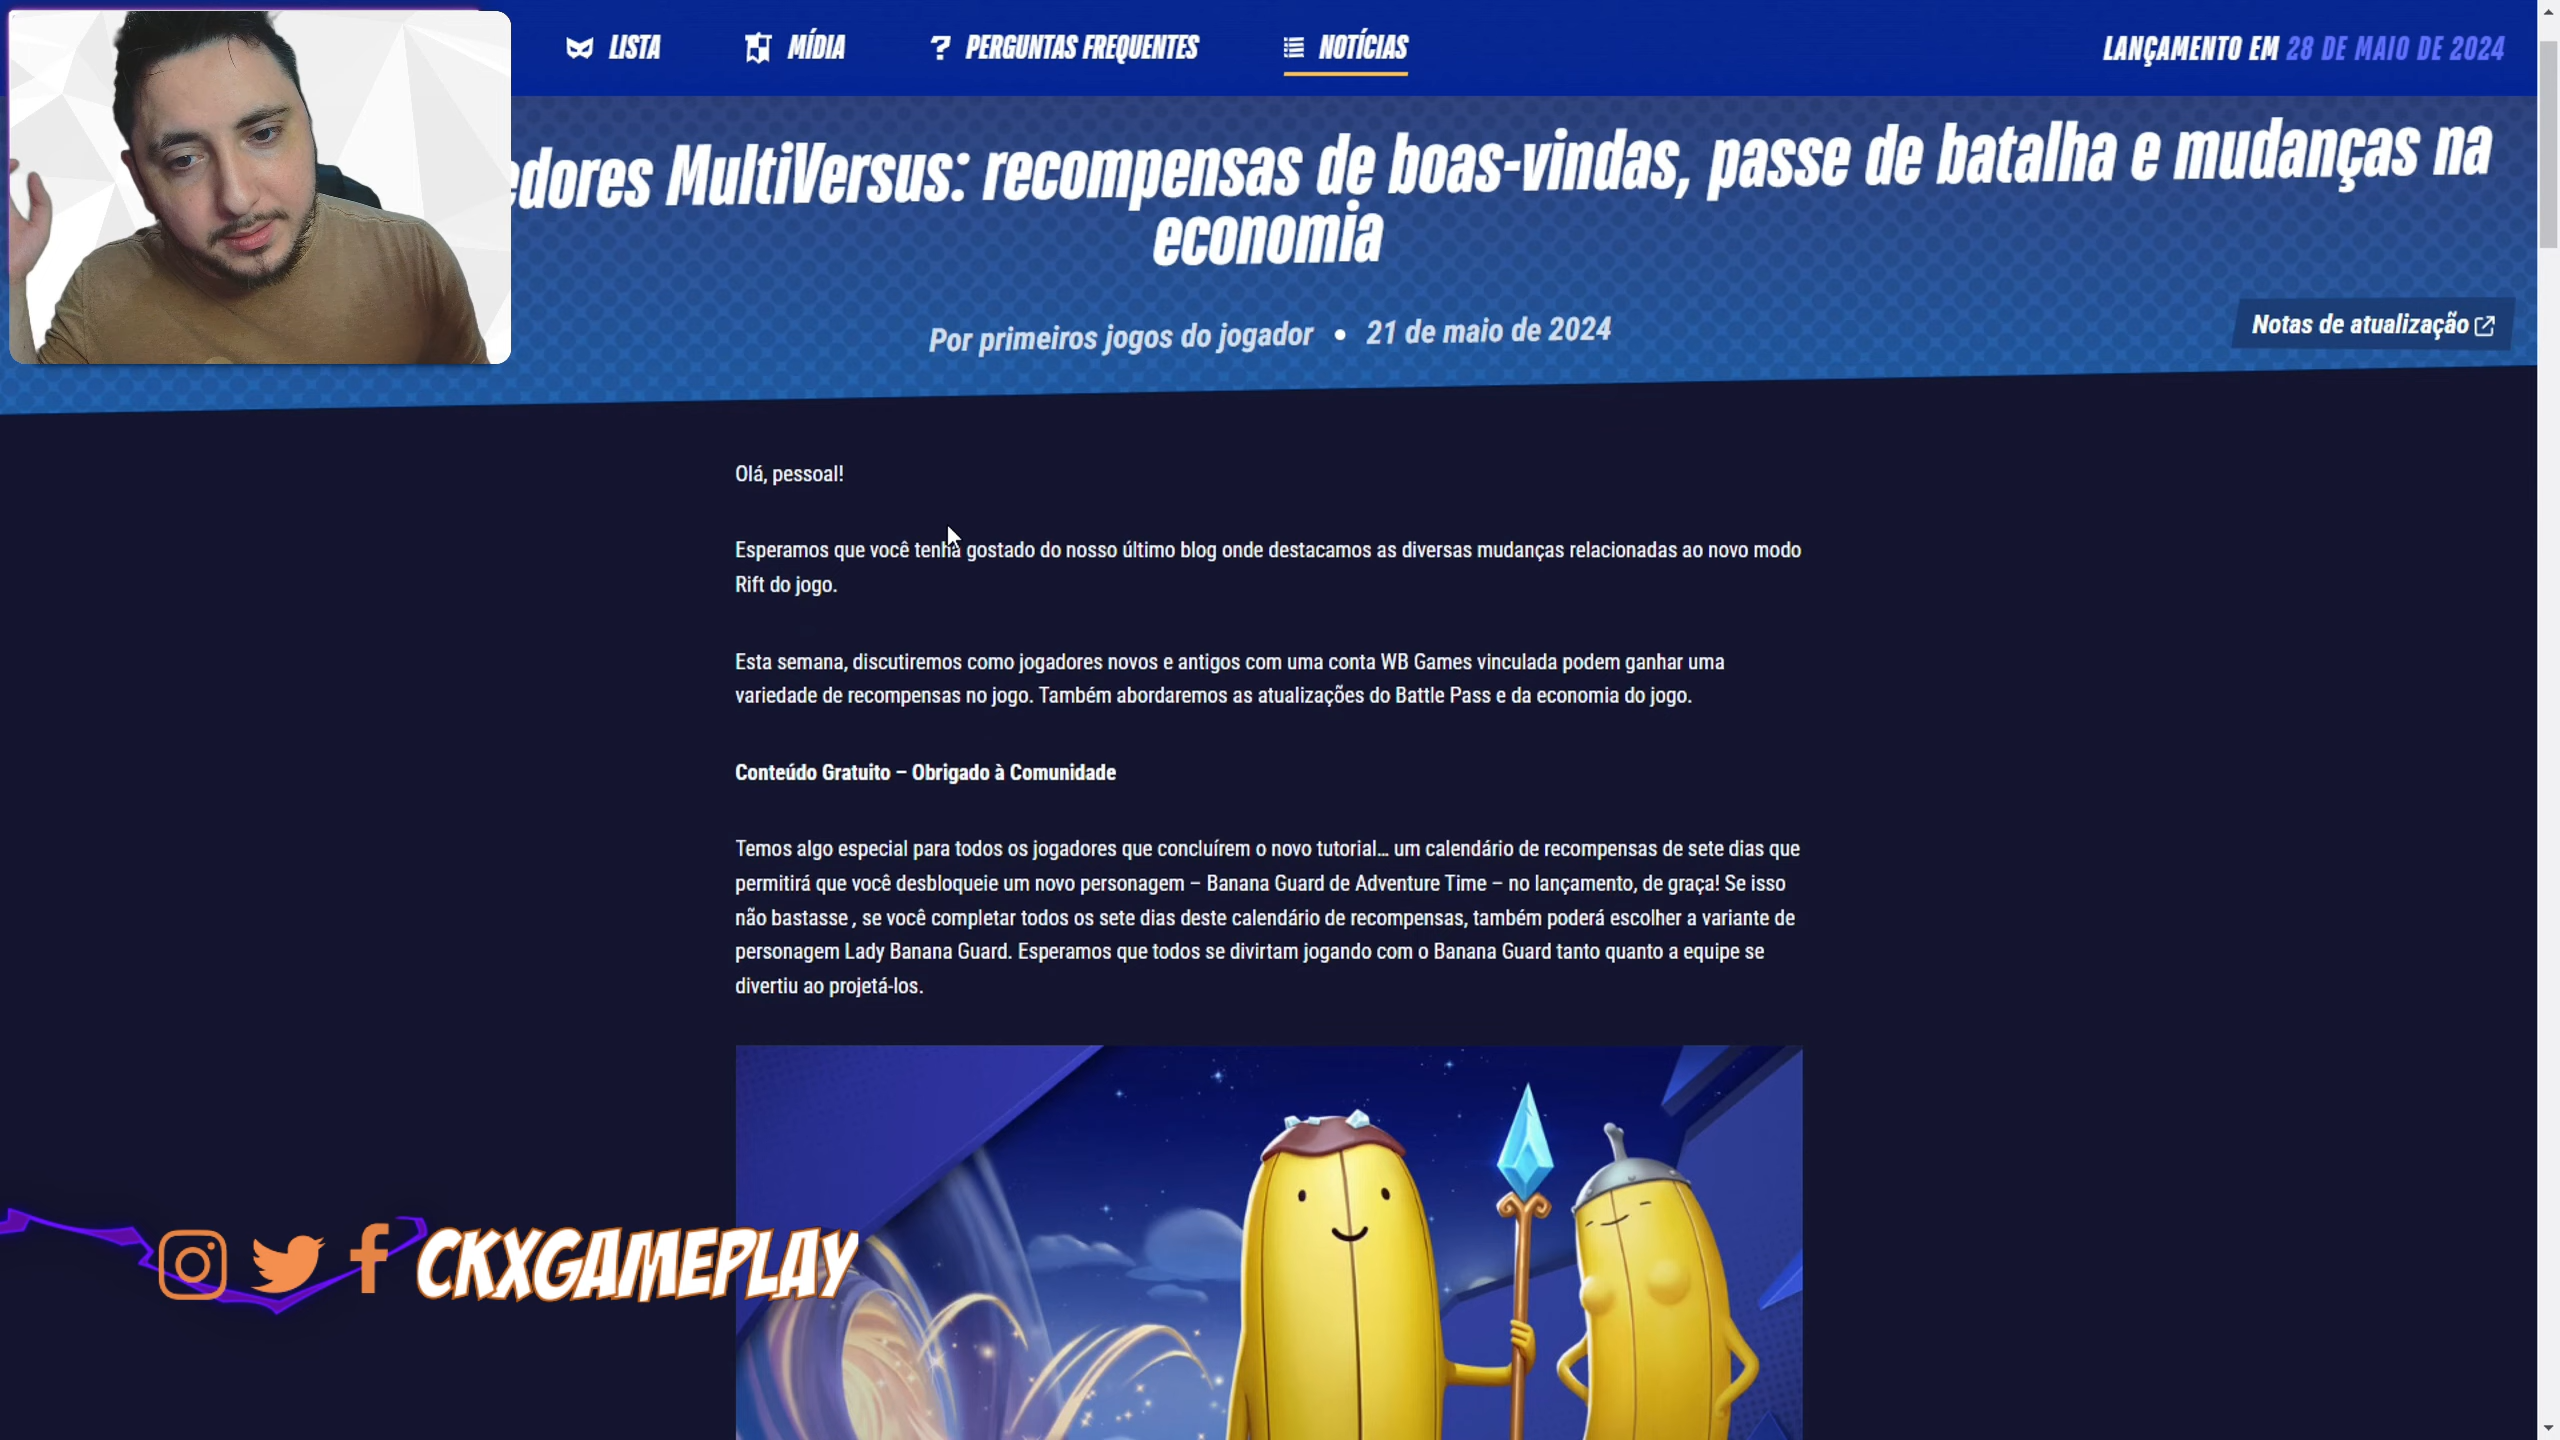 LISTA
MÍDIA
? PERGUNTAS FREQUENTES
NOTÍCIAS
LANÇAMENTO EM 28 DE MAIO DE 2024
MultiVersus: recompensas de boas-vindas, passe de batalha e mudanças na
economia
Por primeiros jogos do jogador • 21 de maio de 2024
Notas de atualização
Olá, pessoal!
Esperamos que você tenha gostado do nosso último blog onde destacamos as diversas mudanças relacionadas ao novo modo
Rift do jogo.
Esta semana, discutiremos como jogadores novos e antigos com uma conta WB Games vinculada podem ganhar uma
variedade de recompensas no jogo. Também abordaremos as atualizações do Battle Pass e da economia do jogo.
Conteúdo Gratuito – Obrigado à Comunidade
Temos algo especial para todos os jogadores que concluírem o novo tutorial... um calendário de recompensas de sete dias que
permitirá que você desbloqueie um novo personagem – Banana Guard de Adventure Time – no lançamento, de graça! Se isso
não bastasse , se você completar todos os sete dias deste calendário de recompensas, também poderá escolher a variante de
personagem Lady Banana Guard. Esperamos que todos se divirtam jogando com o Banana Guard tanto quanto a equipe se
divertiu ao projetá-los.
CKXGAMEPLAY